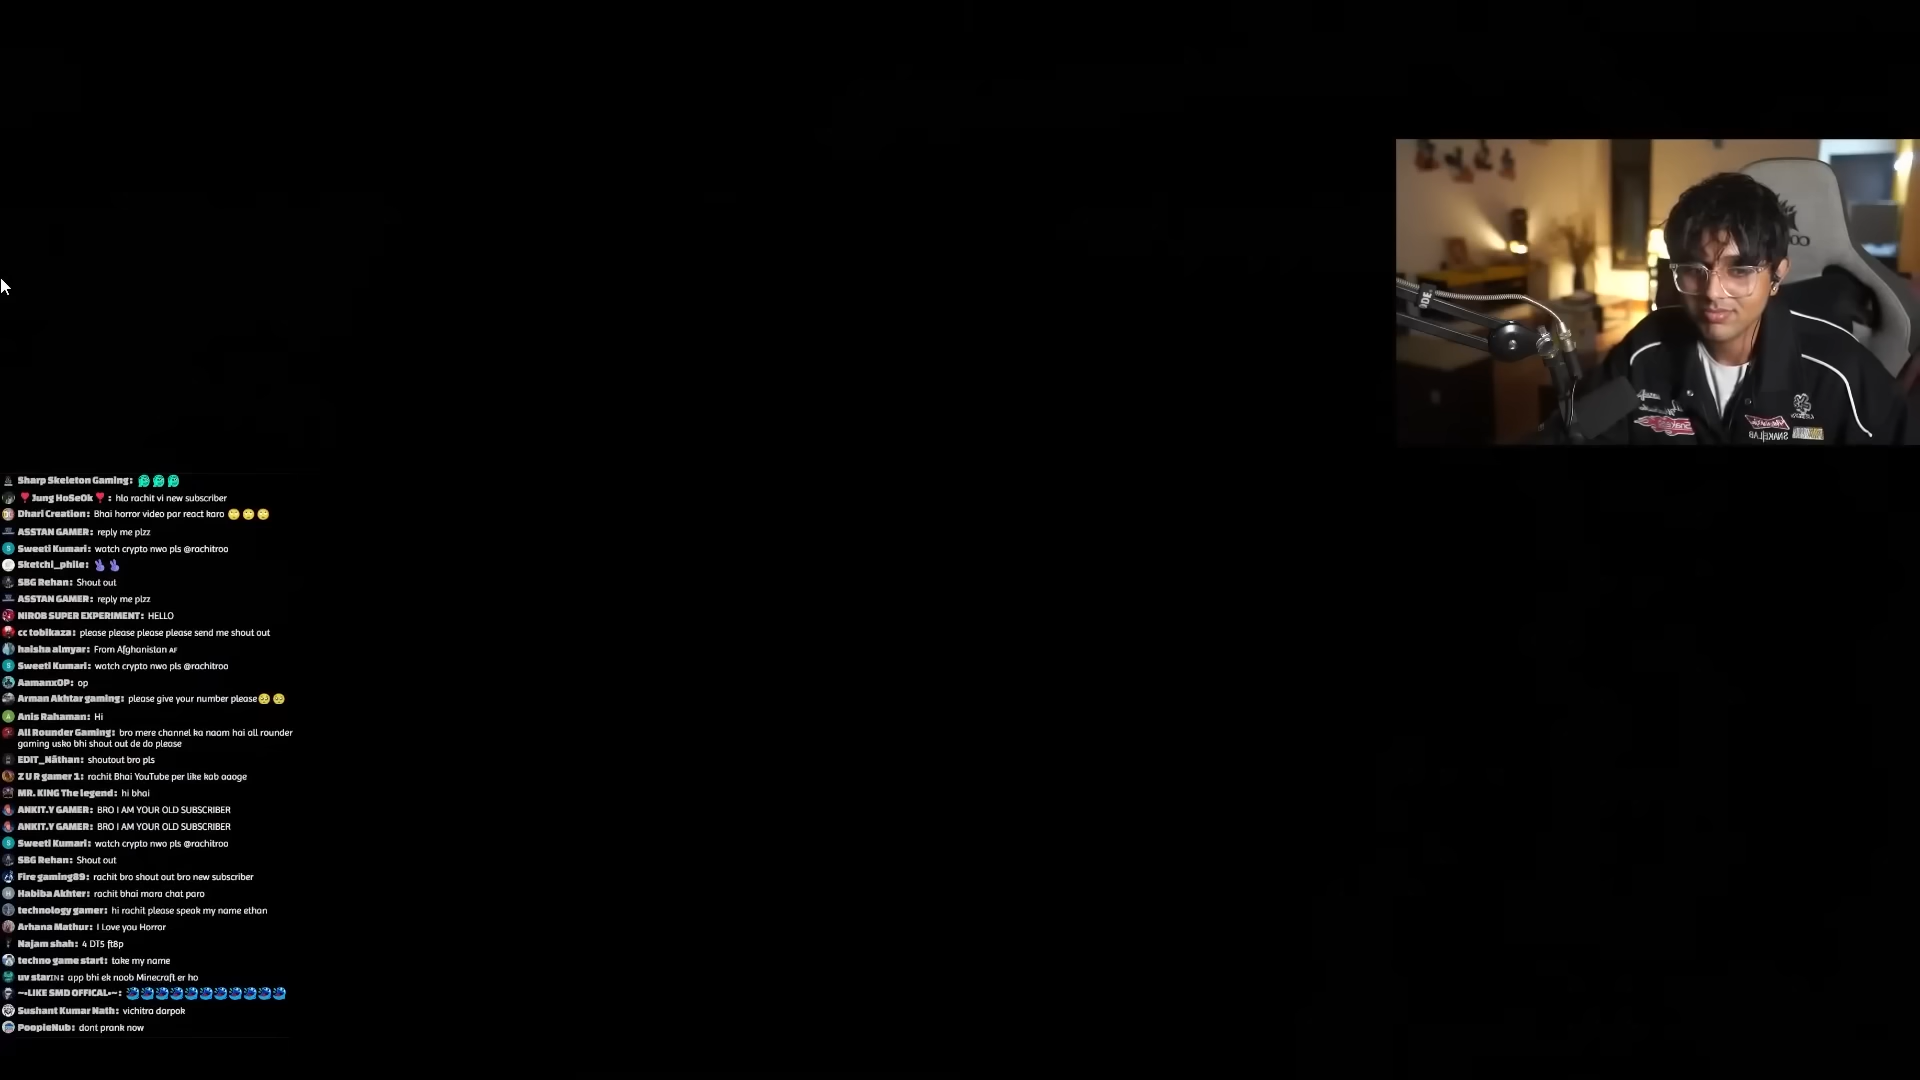 Sharp Skeleton Gaming:
Jung HoSeOk : hlo rachit vi new subscriber
Dhari Creation: Bhai horror video par react karo 🙄🙄🙄
ASSTAN GAMER: reply me plzz
Sweeti Kumari: watch crypto nwo pls @rachitroo
Sketchi_phile:
SBG Rehan: Shout out
ASSTAN GAMER: reply me plzz
NIROB SUPER EXPERIMENT: HELLO
cc tobikaza: please please please please send me shout out
haisha almyar: From Afghanistan AF
Sweeti Kumari: watch crypto nwo pls @rachitroo
AamanxOP: op
Arman Akhtar gaming: please give your number please🥺🥺
Anis Rahaman: Hi
All Rounder Gaming: bro mere channel ka naam hai all rounder
gaming usko bhi shout out de do please
EDIT_Nāthan: shoutout bro pls
Z U R gamer 1: rachit Bhai YouTube per like kab aaoge
MR. KING The legend: hi bhai
ANKIT.Y GAMER: BRO I AM YOUR OLD SUBSCRIBER
ANKIT.Y GAMER: BRO I AM YOUR OLD SUBSCRIBER
Sweeti Kumari: watch crypto nwo pls @rachitroo
SBG Rehan: Shout out
Fire gaming89: rachit bro shout out bro new subscriber
Habiba Akhter: rachit bhai mara chat paro
technology gamer: hi rachit please speak my name ethan
Arhana Mathur: I Love you Horror
Najam shah: 4 DT5 ft8p
techno game start: take my name
uv starIN: app bhi ek noob Minecraft er ho
~•LIKE SMD OFFICAL•~:
Sushant Kumar Nath: vichitra darpok
PoopieNub: dont prank now
SNAKE LAB